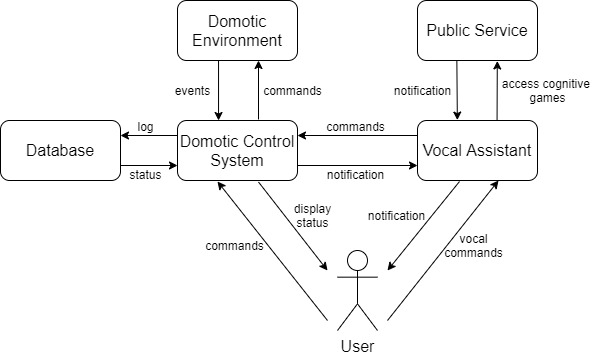 Domotic
Environment
Public Service
events
commands
notification
access cognitive
games
log
commands
Database
Domotic Control
System
Vocal Assistant
status
notification
display
status
notification
commands
vocal
commands
User